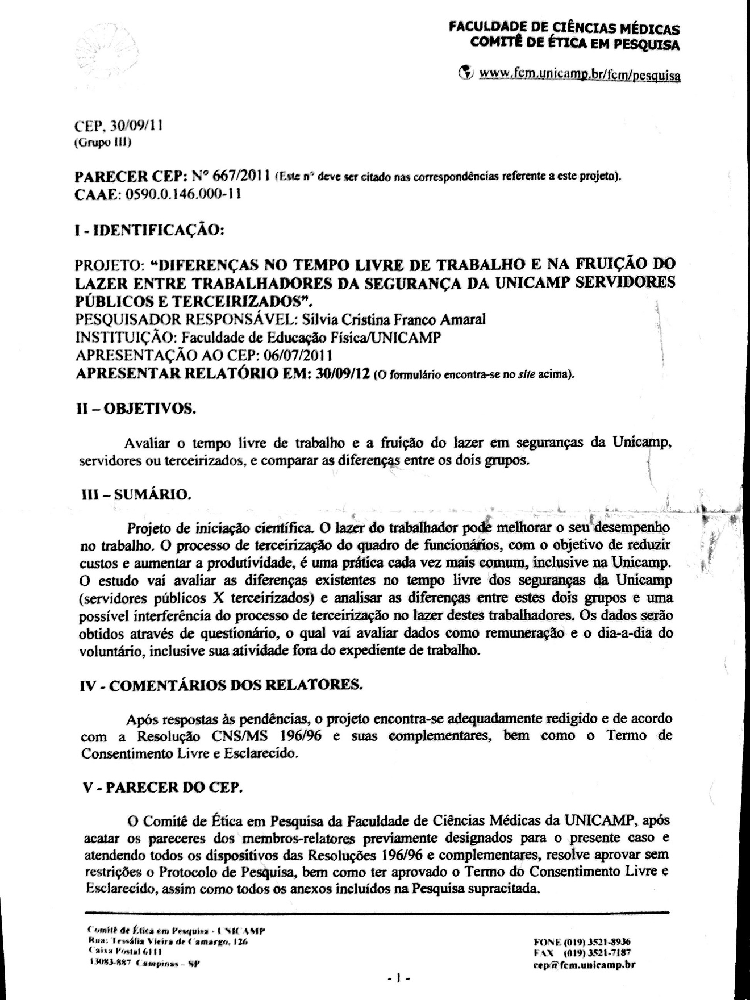 FACULDADE DE CIÊNCIAS MÉDICAS
COMITÊ DE ÉTICA EM PESQUISA
www.fcm.unicamp.br/fcm/pesquisa
CEP, 30/09/11
(Grupo III)
PARECER CEP: Nº 667/2011 (Este nº deve ser citado nas correspondências referente a este projeto).
CAAE: 0590.0.146.000-11
I - IDENTIFICAÇÃO:
PROJETO: “DIFERENÇAS NO TEMPO LIVRE DE TRABALHO E NA FRUIÇÃO DO
LAZER ENTRE TRABALHADORES DA SEGURANÇA DA UNICAMP SERVIDORES
PÚBLICOS E TERCEIRIZADOS”.
PESQUISADOR RESPONSÁVEL: Silvia Cristina Franco Amaral
INSTITUIÇÃO: Faculdade de Educação Física/UNICAMP
APRESENTAÇÃO AO CEP: 06/07/2011
APRESENTAR RELATÓRIO EM: 30/09/12 (O formulário encontra-se no site acima).
II – OBJETIVOS.
Avaliar o tempo livre de trabalho e a fruição do lazer em seguranças da Unicamp,
servidores ou terceirizados, e comparar as diferenças entre os dois grupos.
III – SUMÁRIO.
Projeto de iniciação científica. O lazer do trabalhador pode melhorar o seu desempenho
no trabalho. O processo de terceirização do quadro de funcionários, com o objetivo de reduzir
custos e aumentar a produtividade, é uma prática cada vez mais comum, inclusive na Unicamp.
O estudo vai avaliar as diferenças existentes no tempo livre dos seguranças da Unicamp
(servidores públicos X terceirizados) e analisar as diferenças entre estes dois grupos e uma
possível interferência do processo de terceirização no lazer destes trabalhadores. Os dados serão
obtidos através de questionário, o qual vai avaliar dados como remuneração e o dia-a-dia do
voluntário, inclusive sua atividade fora do expediente de trabalho.
IV - COMENTÁRIOS DOS RELATORES.
Após respostas às pendências, o projeto encontra-se adequadamente redigido e de acordo
com a Resolução CNS/MS 196/96 e suas complementares, bem como o Termo de
Consentimento Livre e Esclarecido.
V - PARECER DO CEP.
O Comitê de Ética em Pesquisa da Faculdade de Ciências Médicas da UNICAMP, após
acatar os pareceres dos membros-relatores previamente designados para o presente caso e
atendendo todos os dispositivos das Resoluções 196/96 e complementares, resolve aprovar sem
restrições o Protocolo de Pesquisa, bem como ter aprovado o Termo do Consentimento Livre e
Esclarecido, assim como todos os anexos incluídos na Pesquisa supracitada.
Comitê de Ética em Pesquisa - UNICAMP
Rua: Tessália Vieira de Camargo, 126
Caixa Postal 6111
13083-887 Campinas – SP
FONE (019) 3521-8936
FAX (019) 3521-7187
cep@fcm.unicamp.br
- 1 -